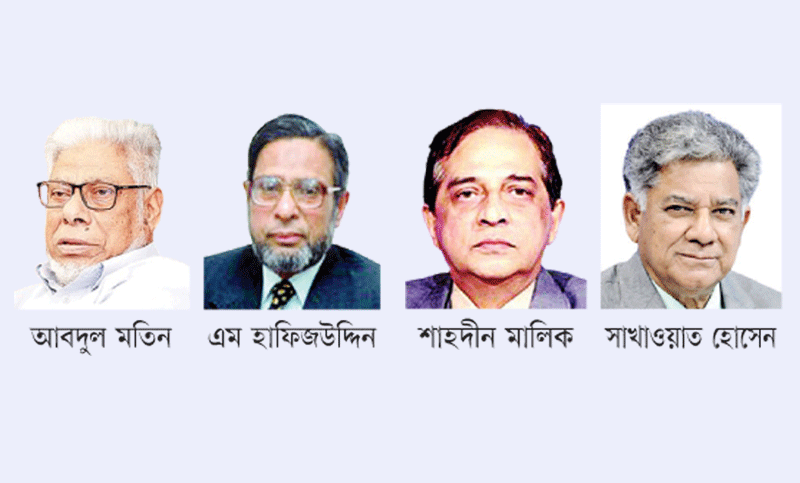 আবদুল মতিন
এম হাফিজউদ্দিন
শাহদীন মালিক
সাখাওয়াত হোসেন